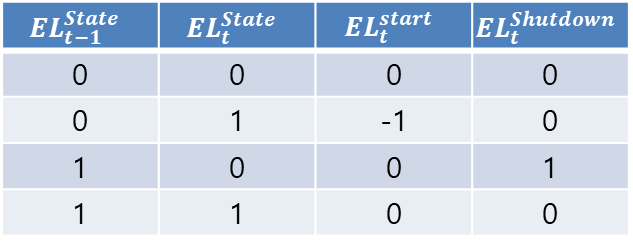 EL_{t-1}^{State} EL_t^{State} EL_t^{start} EL_t^{Shutdown}
0 0 0 0
0 1 -1 0
1 0 0 1
1 1 0 0